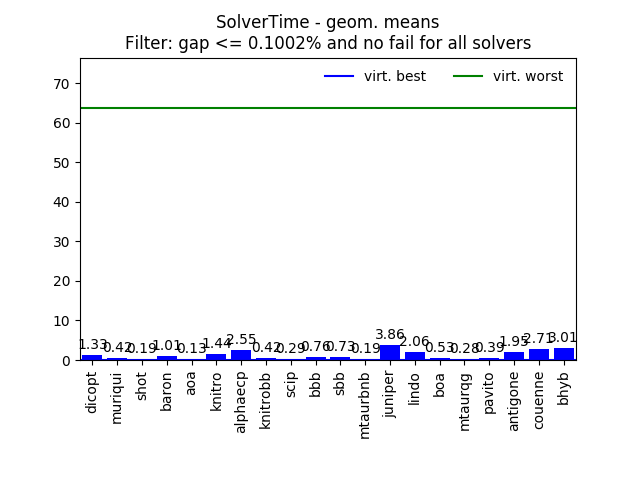 SolverTime - geom. means
Filter: gap <= 0.1002% and no fail for all solvers
virt. best
virt. worst
70
60
50
40
30
20
10
0
1.33
0.42
0.19
1.01
0.13
1.44
2.55
0.42
0.29
0.76
0.73
0.19
3.86
2.06
0.53
0.28
0.39
1.95
2.71
3.01
dicopt
muriqui
shot
baron
aoa
knitro
alphaecp
knitrobb
scip
bbb
sbb
mtaurbnb
juniper
lindo
boa
mtaurqg
pavito
antigone
couenne
bhyb